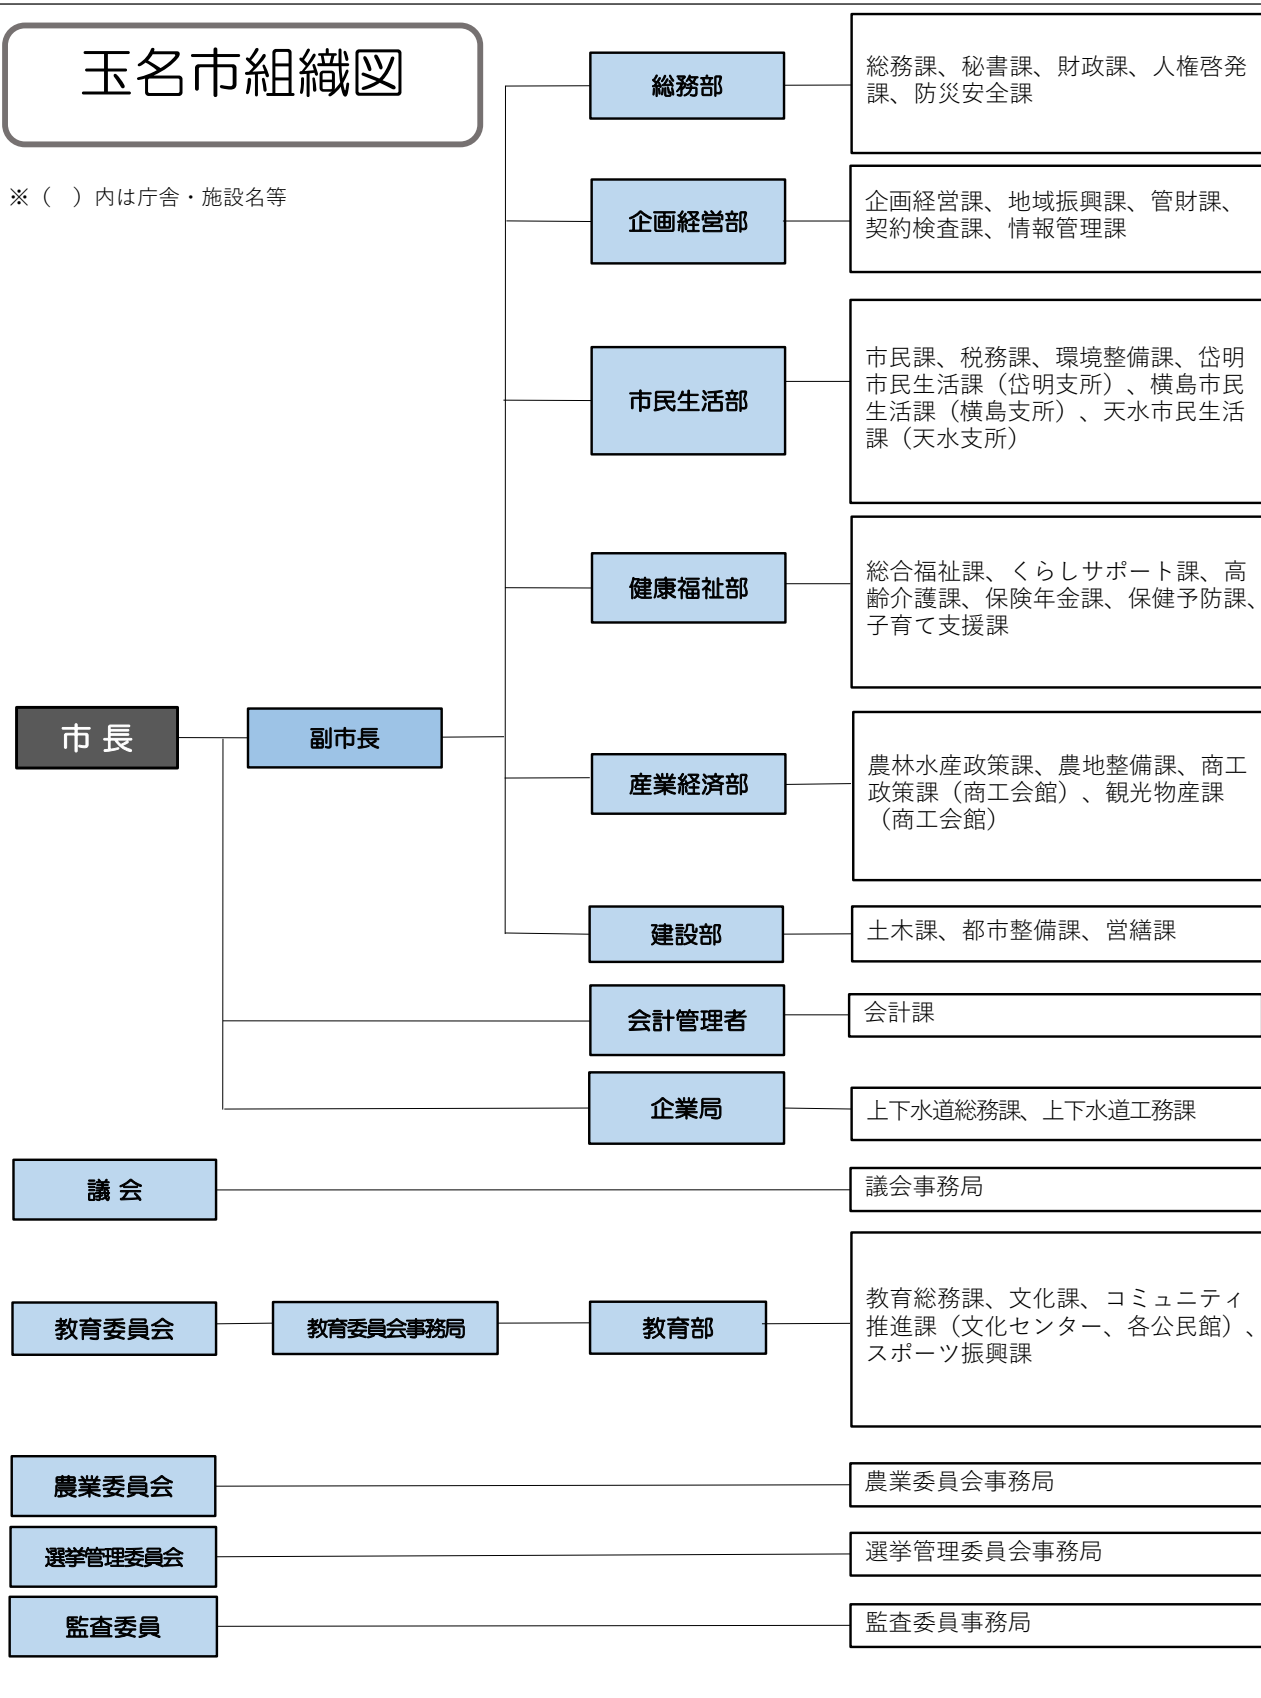 玉名市組織図
※（　）内は庁舎・施設名等
総務部
総務課、秘書課、財政課、人権啓発
課、防災安全課
企画経営部
企画経営課、地域振興課、管財課、
契約検査課、情報管理課
市民生活部
市民課、税務課、環境整備課、岱明
市民生活課（岱明支所）、横島市民
生活課（横島支所）、天水市民生活
課（天水支所）
健康福祉部
総合福祉課、くらしサポート課、高
齢介護課、保険年金課、保健予防課、
子育て支援課
市 長
副市長
産業経済部
農林水産政策課、農地整備課、商工
政策課（商工会館）、観光物産課
（商工会館）
建設部
土木課、都市整備課、営繕課
会計管理者
会計課
企業局
上下水道総務課、上下水道工務課
議 会
議会事務局
教育委員会
教育委員会事務局
教育部
教育総務課、文化課、コミュニティ
推進課（文化センター、各公民館）、
スポーツ振興課
農業委員会
農業委員会事務局
選挙管理委員会
選挙管理委員会事務局
監査委員
監査委員事務局